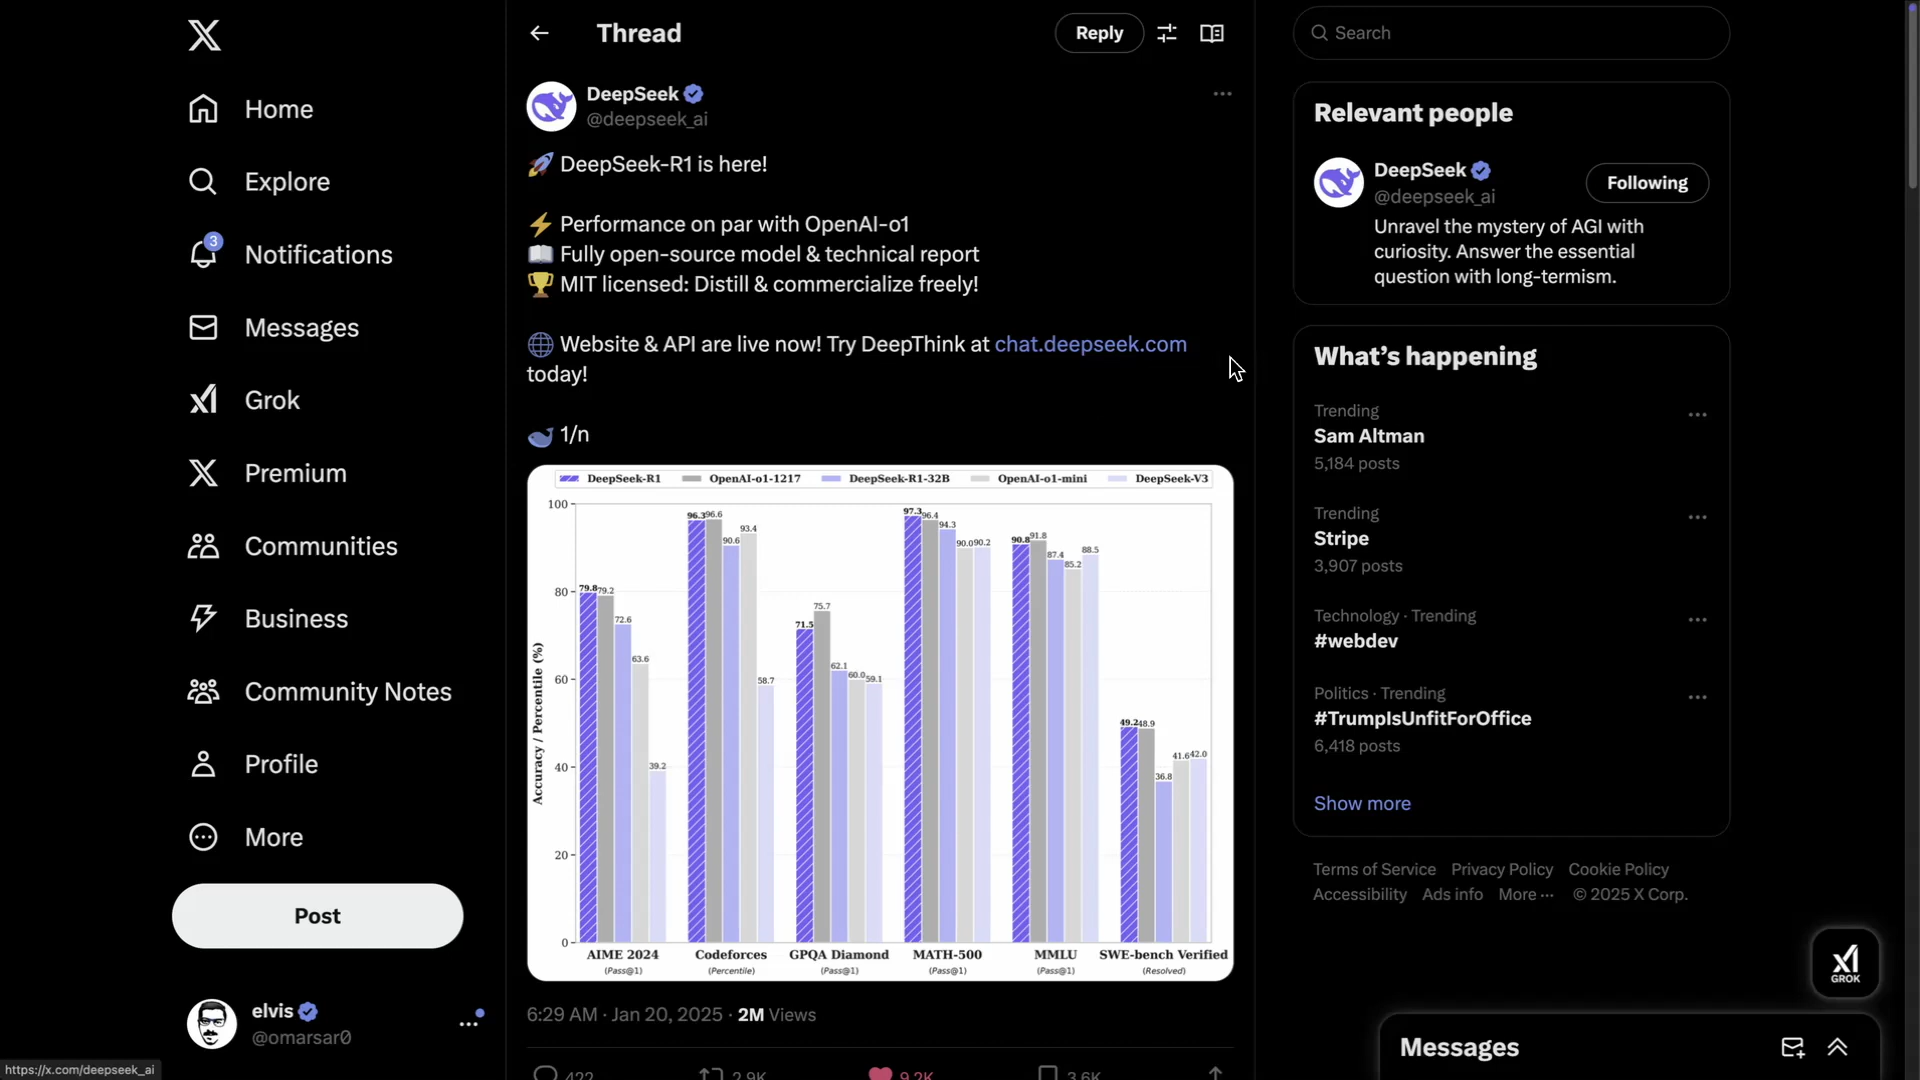 Home
Explore
3
Notifications
Messages
Grok
Premium
Communities
Business
Community Notes
Profile
More
Post
elvis
@omarsar0
https://x.com/deepseek_ai
Thread
Reply
DeepSeek
@deepseek_ai
🚀 DeepSeek-R1 is here!
⚡ Performance on par with OpenAI-o1
📖 Fully open-source model & technical report
🏆 MIT licensed: Distill & commercialize freely!
🌐 Website & API are live now! Try DeepThink at chat.deepseek.com
today!
🐋 1/n
DeepSeek-R1 OpenAI-o1-1217 DeepSeek-R1-32B OpenAI-o1-mini DeepSeek-V3
Accuracy / Percentile (%)
100
80
60
40
20
0
79.8 79.2 72.6 63.6 39.2
96.3 96.6 90.6 93.4 58.7
71.5 75.7 62.1 60.0 59.1
97.3 96.4 94.3 90.0 90.2
90.8 91.8 87.4 85.2 88.5
49.2 48.9 36.8 41.6 42.0
AIME 2024 Codeforces GPQA Diamond MATH-500 MMLU SWE-bench Verified
(Pass@1) (Percentile) (Pass@1) (Pass@1) (Pass@1) (Resolved)
6:29 AM · Jan 20, 2025 · 2M Views
422 2.9K 9.2K 3.6K
Search
Relevant people
DeepSeek
@deepseek_ai
Following
Unravel the mystery of AGI with
curiosity. Answer the essential
question with long-termism.
What’s happening
Trending
Sam Altman
5,184 posts
Trending
Stripe
3,907 posts
Technology · Trending
#webdev
Politics · Trending
#TrumpIsUnfitForOffice
6,418 posts
Show more
Terms of Service Privacy Policy Cookie Policy
Accessibility Ads info More ··· © 2025 X Corp.
GROK
Messages